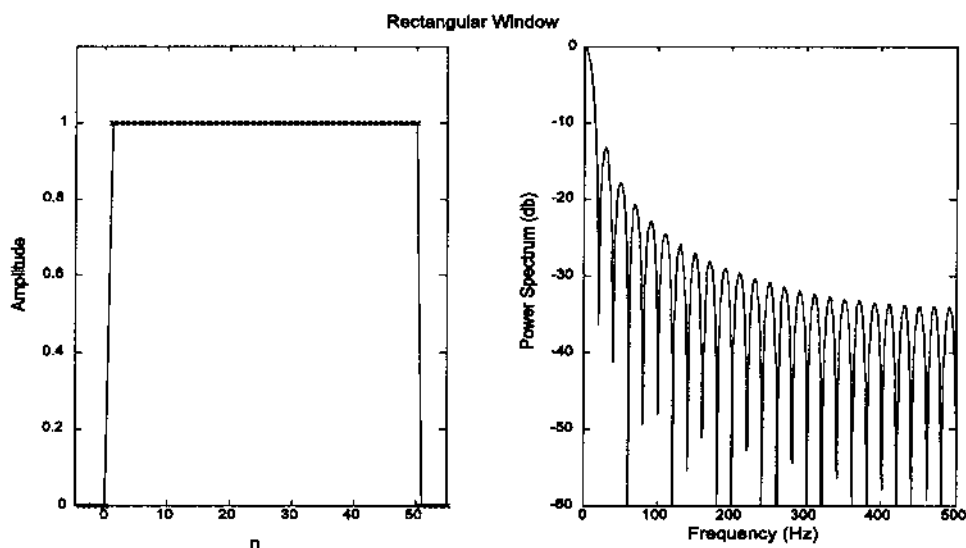 Rectangular Window
1
0.8
0.6
0.4
0.2
0
Amplitude
0 10 20 30 40 50
n
0
-10
-20
-30
-40
-50
-60
Power Spectrum (db)
0 100 200 300 400 500
Frequency (Hz)